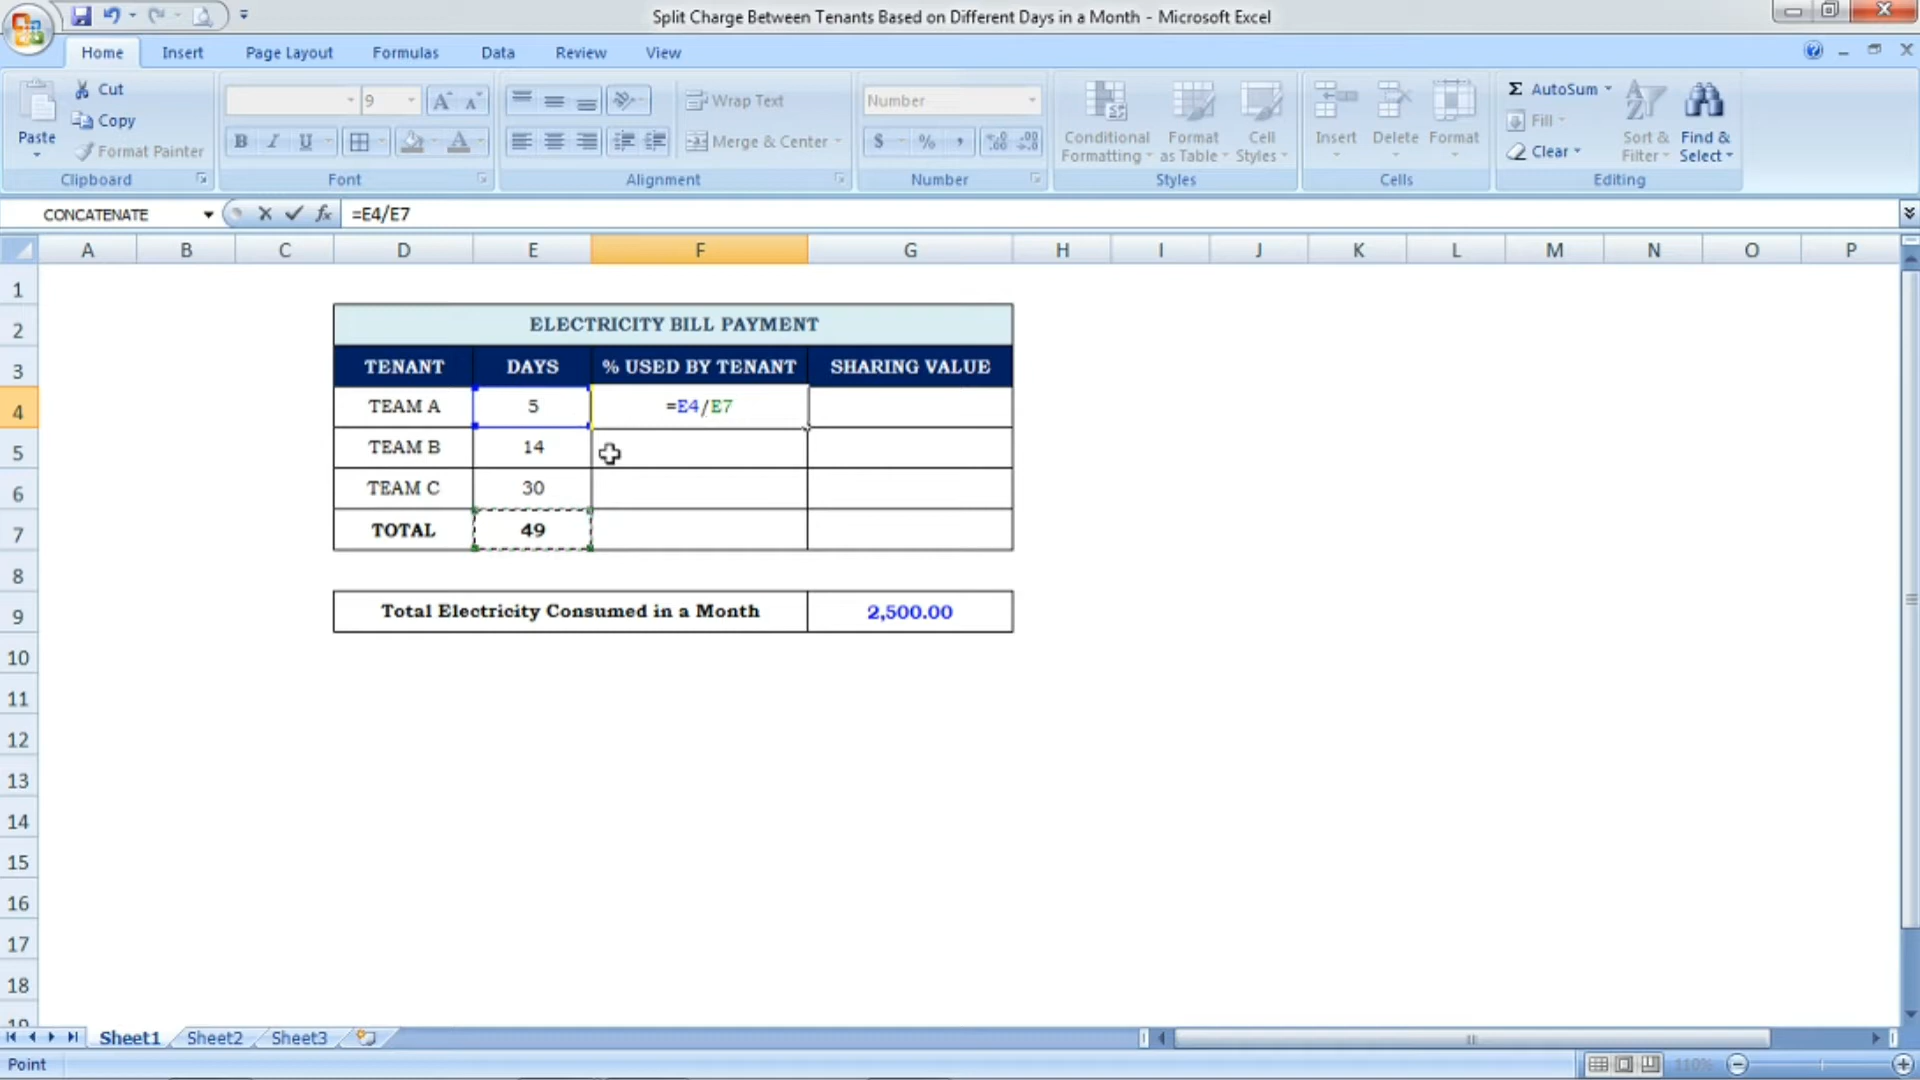 Split Charge Between Tenants Based on Different Days in a Month - Microsoft Excel
Home Insert Page Layout Formulas Data Review View
Paste
Cut
Copy
Format Painter
Clipboard
9
A A
B I U A
Font
Wrap Text
Merge & Center
Alignment
Number
$ % ,
Number
Conditional Formatting
Format as Table
Cell Styles
Styles
Insert Delete Format
Cells
Σ AutoSum
Fill
Clear
Sort & Filter
Find & Select
Editing
CONCATENATE fx =E4/E7
A B C D E F G H I J K L M N O P
1
2 ELECTRICITY BILL PAYMENT
3 TENANT DAYS % USED BY TENANT SHARING VALUE
4 TEAM A 5 =E4/E7
5 TEAM B 14
6 TEAM C 30
7 TOTAL 49
8
9 Total Electricity Consumed in a Month 2,500.00
10
11
12
13
14
15
16
17
18
19
Sheet1 Sheet2 Sheet3
Point 110%